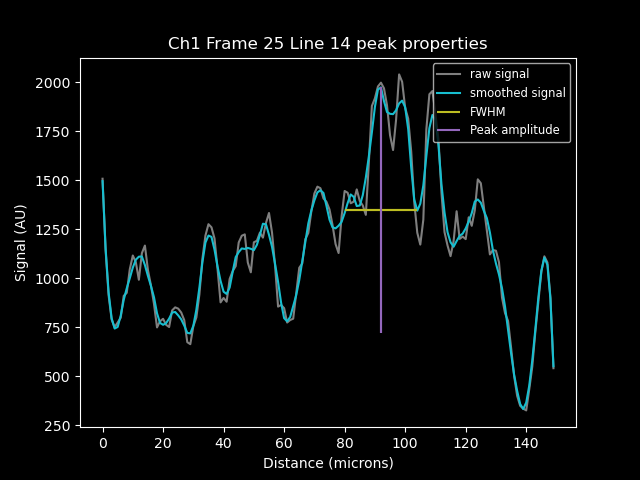 Ch1 Frame 25 Line 14 peak properties
raw signal
smoothed signal
FWHM
Peak amplitude
Signal (AU)
2000
1750
1500
1250
1000
750
500
250
0 20 40 60 80 100 120 140
Distance (microns)